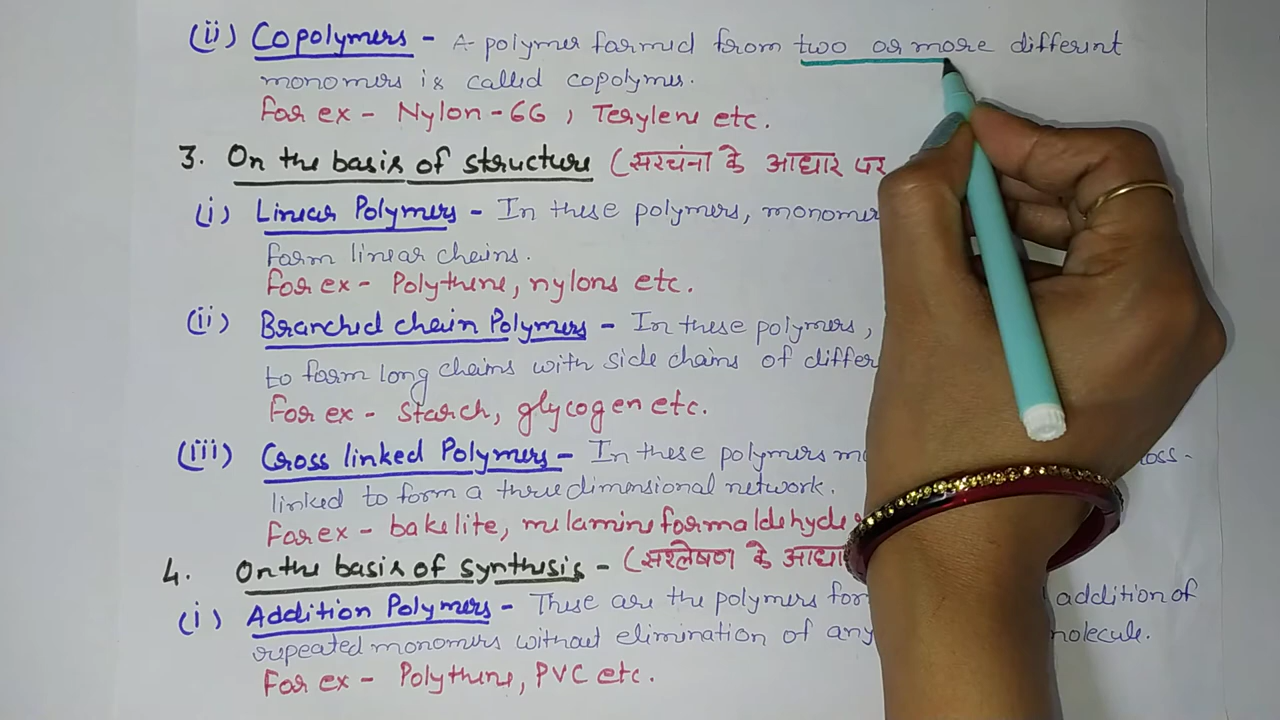 (ii) Copolymers - A polymer formed from two or more different
monomers is called copolymer.
For ex - Nylon-66, Terylene etc.
3. On the basis of structure (सरचंना के आधार पर
(i) Linear Polymers - In these polymers, monomer
form linear chains.
For ex - Polythene, nylons etc.
(ii) Branched chain Polymers - In these polymers,
to form long chains with side chains of differ
For ex - starch, glycogen etc.
(iii) Cross linked Polymers - In these polymers
linked to form a three dimensional network.
For ex - bakelite, melamine formaldehyde
4. On the basis of synthesis - (सश्लेषण के
(i) Addition Polymers - These are the polymers addition of
repeated monomers without elimination of any molecule.
For ex - Polythene, PVC etc.